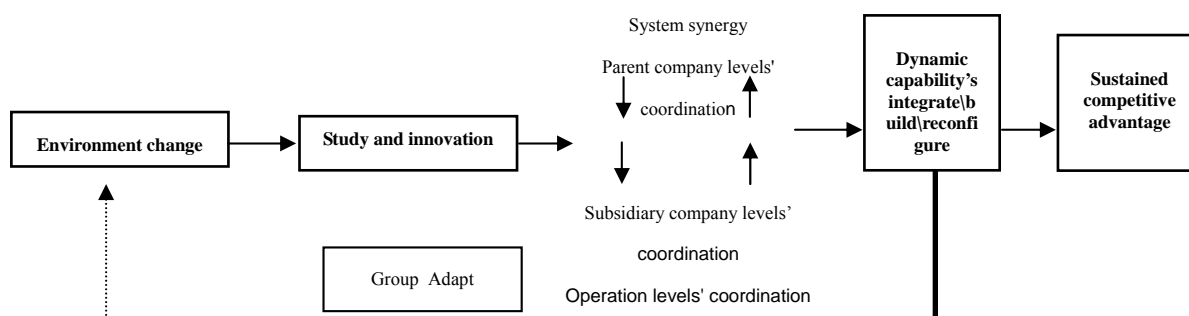 Environment change
Study and innovation
System synergy
Parent company levels'
coordination
Subsidiary company levels’
coordination
Operation levels' coordination
Group Adapt
Dynamic
capability’s
integrate\b
uild\reconfi
gure
Sustained
competitive
advantage